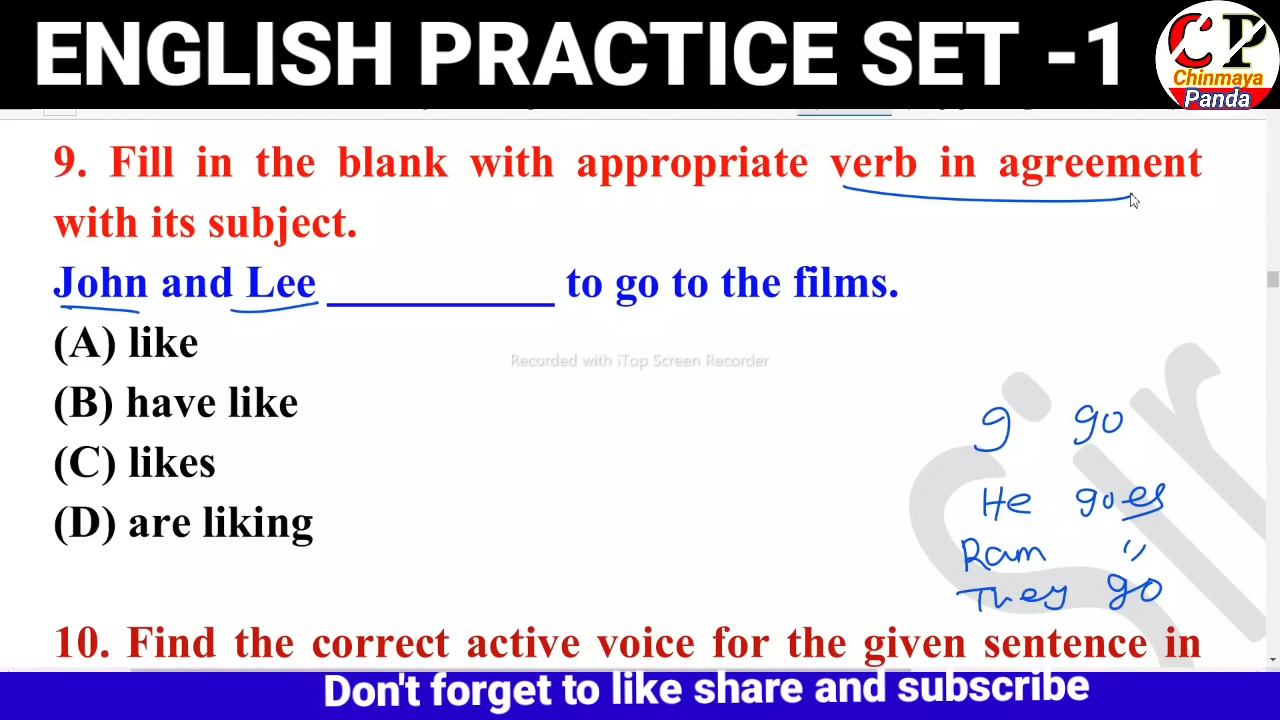 ENGLISH PRACTICE SET -1
CP
Chinmaya
Panda
9. Fill in the blank with appropriate verb in agreement
with its subject.
John and Lee __________ to go to the films.
(A) like
Recorded with iTop Screen Recorder
(B) have like
(C) likes
(D) are liking
I go
He goes
Ram "
They go
Sir
10. Find the correct active voice for the given sentence in
Don't forget to like share and subscribe